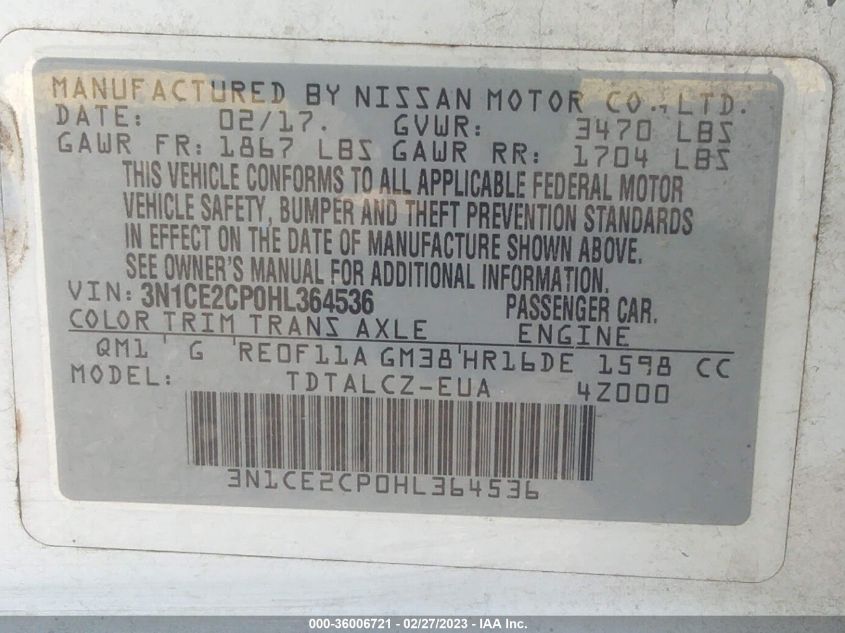 MANUFACTURED BY NISSAN MOTOR CO., LTD.
DATE: 02/17. GVWR: 3470 LBS
GAWR FR: 1867 LBS GAWR RR: 1704 LBS
THIS VEHICLE CONFORMS TO ALL APPLICABLE FEDERAL MOTOR
VEHICLE SAFETY, BUMPER AND THEFT PREVENTION STANDARDS
IN EFFECT ON THE DATE OF MANUFACTURE SHOWN ABOVE.
SEE OWNER'S MANUAL FOR ADDITIONAL INFORMATION.
VIN: 3N1CE2CP0HL364536 PASSENGER CAR.
COLOR TRIM TRANS AXLE ENGINE
QM1 G RE0F11A GM38 HR16DE 1598 CC
MODEL: TDTALCZ-EUA 4Z000
3N1CE2CP0HL364536
000-36006721 - 02/27/2023 - IAA Inc.